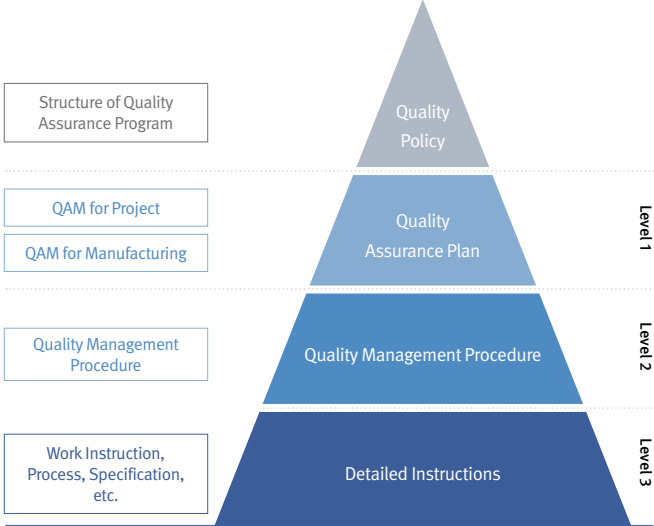 Structure of Quality
Assurance Program
Quality
Policy
QAM for Project
QAM for Manufacturing
Quality
Assurance Plan
Level 1
Quality Management
Procedure
Quality Management Procedure
Level 2
Work Instruction,
Process, Specification,
etc.
Detailed Instructions
Level 3